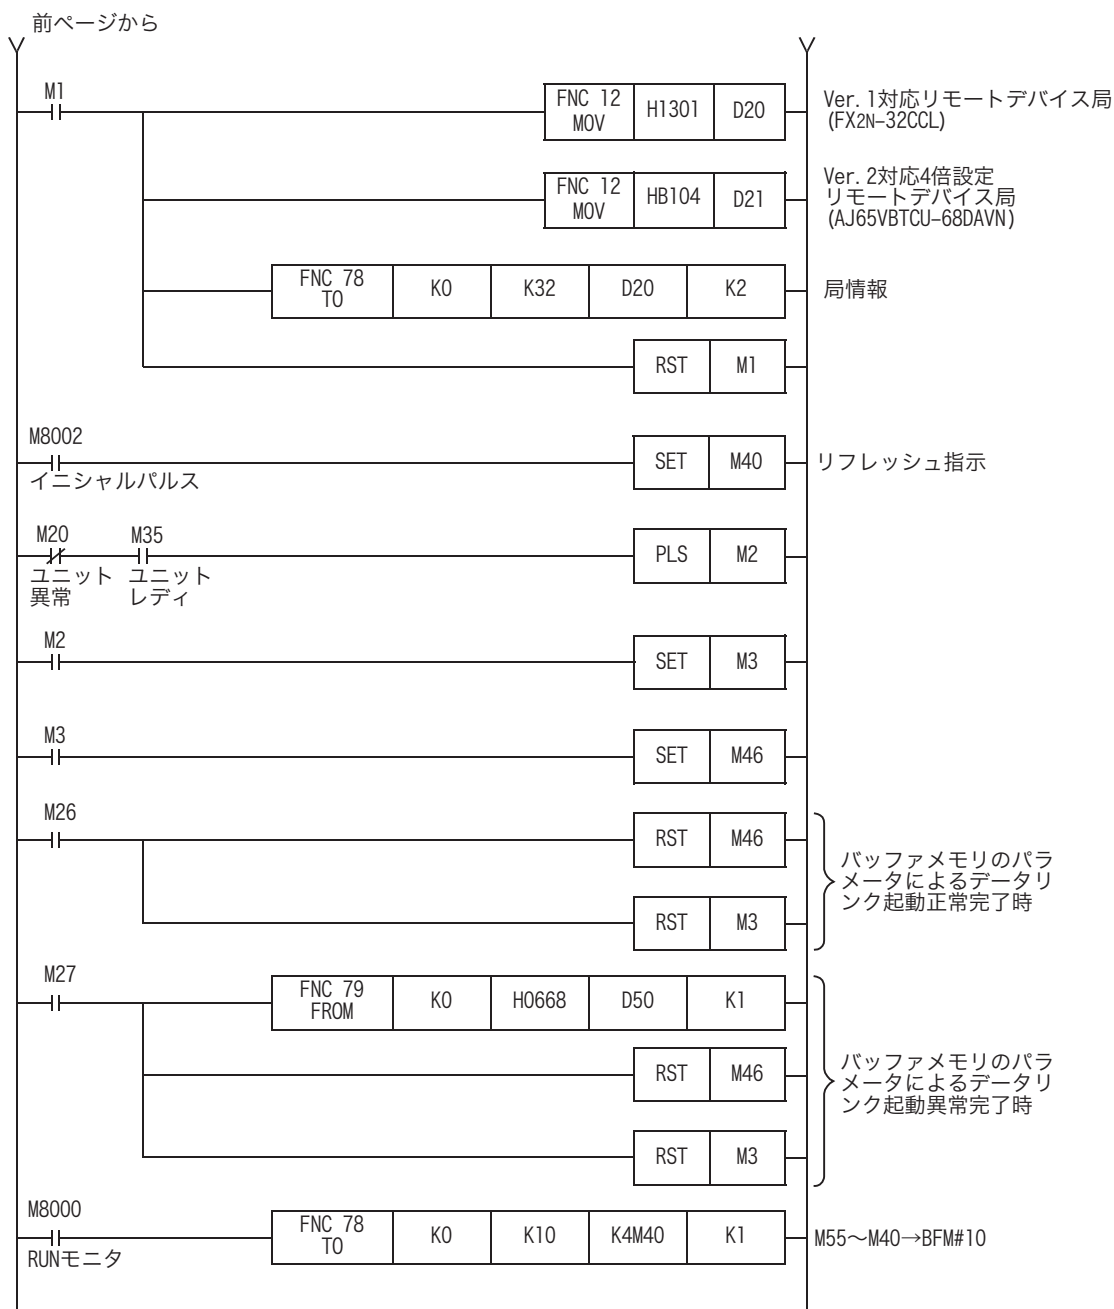 前ページから
M1
FNC 12
MOV
H1301
D20
Ver. 1対応リモートデバイス局
(FX2N–32CCL)
FNC 12
MOV
HB104
D21
Ver. 2対応4倍設定
リモートデバイス局
(AJ65VBTCU–68DAVN)
FNC 78
TO
K0
K32
D20
K2
局情報
RST
M1
M8002
イニシャルパルス
SET
M40
リフレッシュ指示
M20
ユニット
異常
M35
ユニット
レディ
PLS
M2
M2
SET
M3
M3
SET
M46
M26
RST
M46
RST
M3
バッファメモリのパラ
メータによるデータリ
ンク起動正常完了時
M27
FNC 79
FROM
K0
H0668
D50
K1
RST
M46
RST
M3
バッファメモリのパラ
メータによるデータリ
ンク起動異常完了時
M8000
RUNモニタ
FNC 78
TO
K0
K10
K4M40
K1
M55～M40→BFM#10